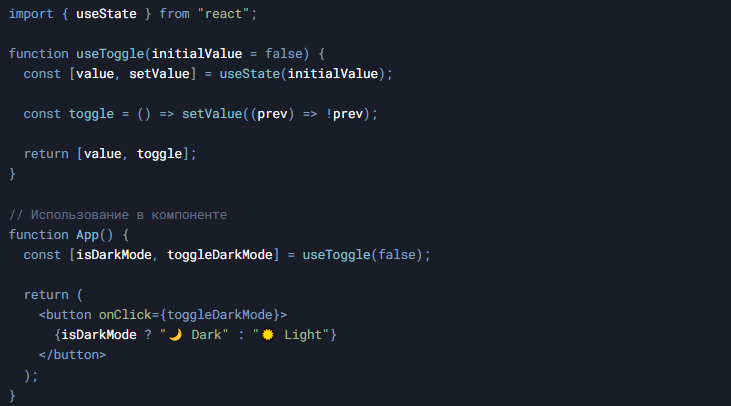 import { useState } from "react";

function useToggle(initialValue = false) {
  const [value, setValue] = useState(initialValue);

  const toggle = () => setValue((prev) => !prev);

  return [value, toggle];
}

// Использование в компоненте
function App() {
  const [isDarkMode, toggleDarkMode] = useToggle(false);

  return (
    <button onClick={toggleDarkMode}>
      {isDarkMode ? "🌙 Dark" : "🌞 Light"}
    </button>
  );
}